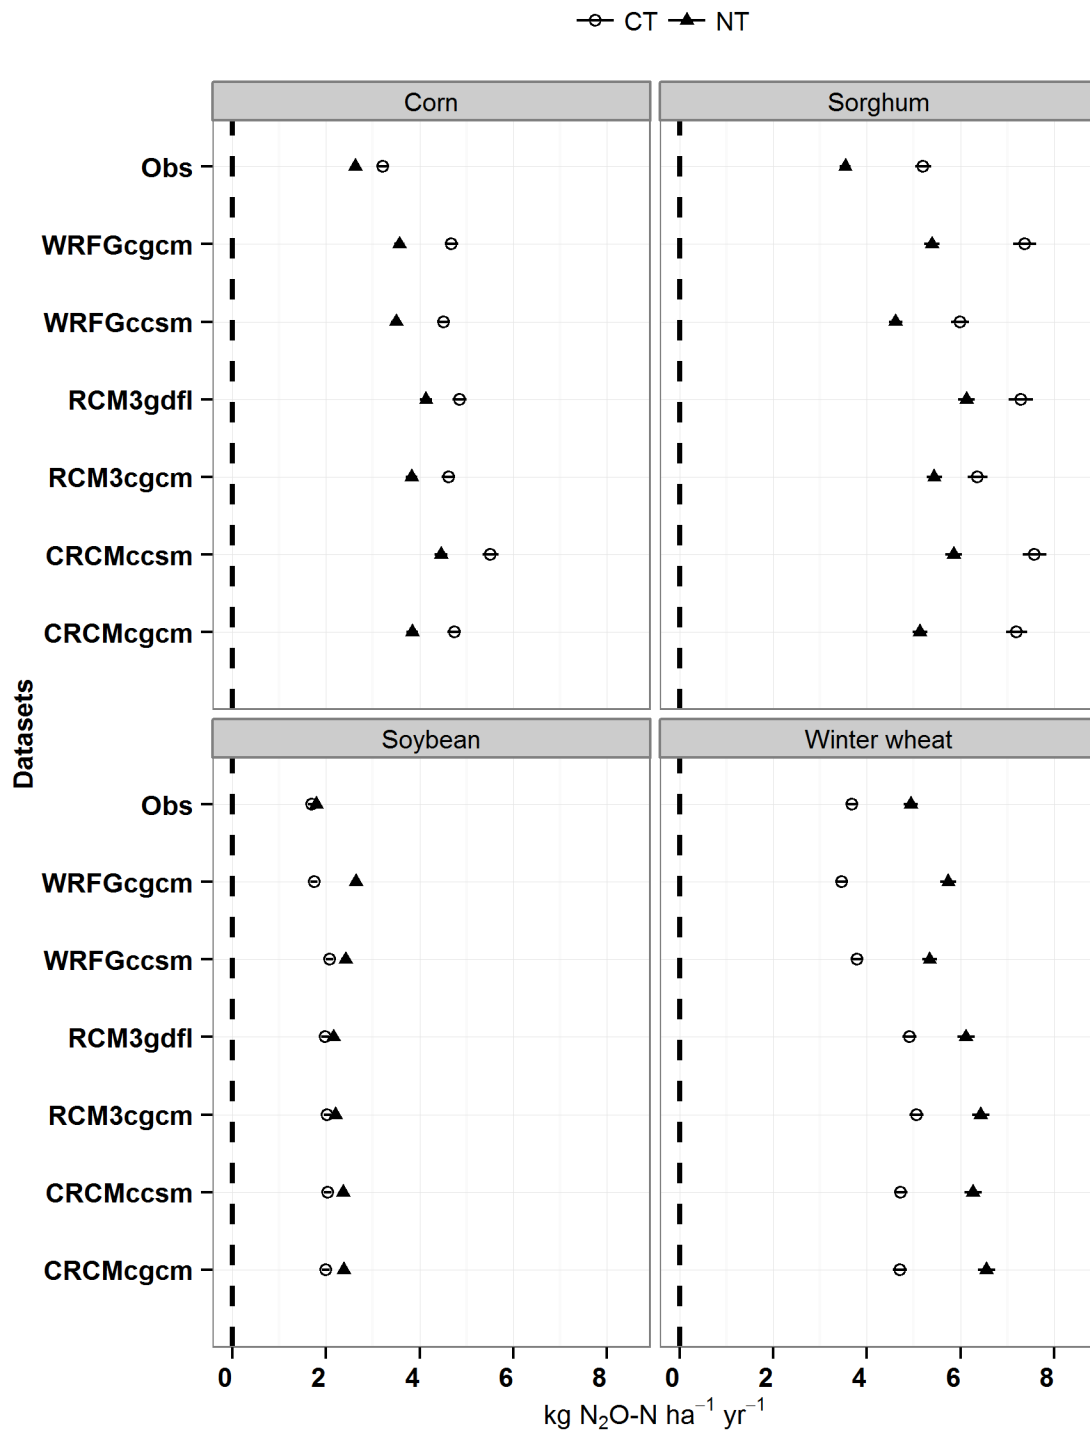 CT NT
Corn Sorghum
Obs
WRFGcgcm
WRFGccsm
RCM3gdfl
RCM3cgcm
CRCMccsm
CRCMcgcm
Datasets
Soybean Winter wheat
Obs
WRFGcgcm
WRFGccsm
RCM3gdfl
RCM3cgcm
CRCMccsm
CRCMcgcm
0 2 4 6 8 0 2 4 6 8
kg N₂O-N ha⁻¹ yr⁻¹